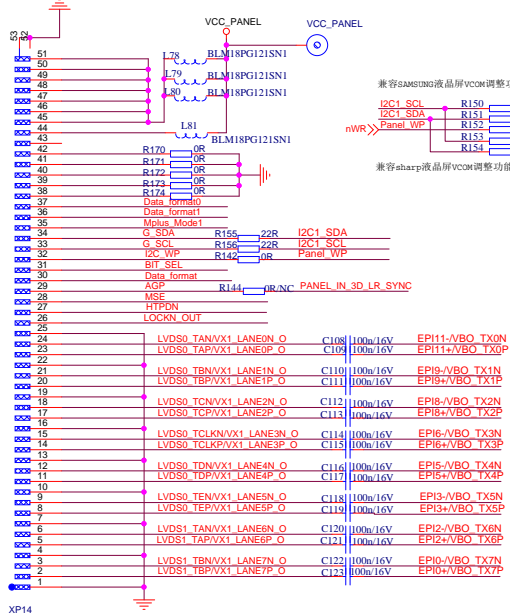 VCC_PANEL
VCC_PANEL
53
52
51
50
49
48
47
46
45
44
43
42
41
40
39
38
37
36
35
34
33
32
31
30
29
28
27
26
25
24
23
22
21
20
19
18
17
16
15
14
13
12
11
10
9
8
7
6
5
4
3
2
1
XP14
L78 BLM18PG121SN1
L79 BLM18PG121SN1
L80 BLM18PG121SN1
L81 BLM18PG121SN1
R170 0R
R171 0R
R172 0R
R173 0R
R174 0R
Data_format0
Data_format1
Mplus_Mode1
G_SDA R155 22R I2C1_SDA
G_SCL R156 22R I2C1_SCL
I2C_WP R142 0R Panel_WP
BIT_SEL
Data_format
AGP R144 0R/NC PANEL_IN_3D_LR_SYNC
MSE
HTPDN
LOCKN_OUT
兼容SAMSUNG液晶屏VCOM调整功
I2C1_SCL R150
I2C1_SDA R151
nWR Panel_WP R152
R153
R154
兼容sharp液晶屏VCOM调整功能
LVDS0_TAN/VX1_LANE0N_O C108 100n/16V EPI11-/VBO_TX0N
LVDS0_TAP/VX1_LANE0P_O C109 100n/16V EPI11+/VBO_TX0P
LVDS0_TBN/VX1_LANE1N_O C110 100n/16V EPI9-/VBO_TX1N
LVDS0_TBP/VX1_LANE1P_O C111 100n/16V EPI9+/VBO_TX1P
LVDS0_TCN/VX1_LANE2N_O C112 100n/16V EPI8-/VBO_TX2N
LVDS0_TCP/VX1_LANE2P_O C113 100n/16V EPI8+/VBO_TX2P
LVDS0_TCLKN/VX1_LANE3N_O C114 100n/16V EPI6-/VBO_TX3N
LVDS0_TCLKP/VX1_LANE3P_O C115 100n/16V EPI6+/VBO_TX3P
LVDS0_TDN/VX1_LANE4N_O C116 100n/16V EPI5-/VBO_TX4N
LVDS0_TDP/VX1_LANE4P_O C117 100n/16V EPI5+/VBO_TX4P
LVDS0_TEN/VX1_LANE5N_O C118 100n/16V EPI3-/VBO_TX5N
LVDS0_TEP/VX1_LANE5P_O C119 100n/16V EPI3+/VBO_TX5P
LVDS1_TAN/VX1_LANE6N_O C120 100n/16V EPI2-/VBO_TX6N
LVDS1_TAP/VX1_LANE6P_O C121 100n/16V EPI2+/VBO_TX6P
LVDS1_TBN/VX1_LANE7N_O C122 100n/16V EPI0-/VBO_TX7N
LVDS1_TBP/VX1_LANE7P_O C123 100n/16V EPI0+/VBO_TX7P